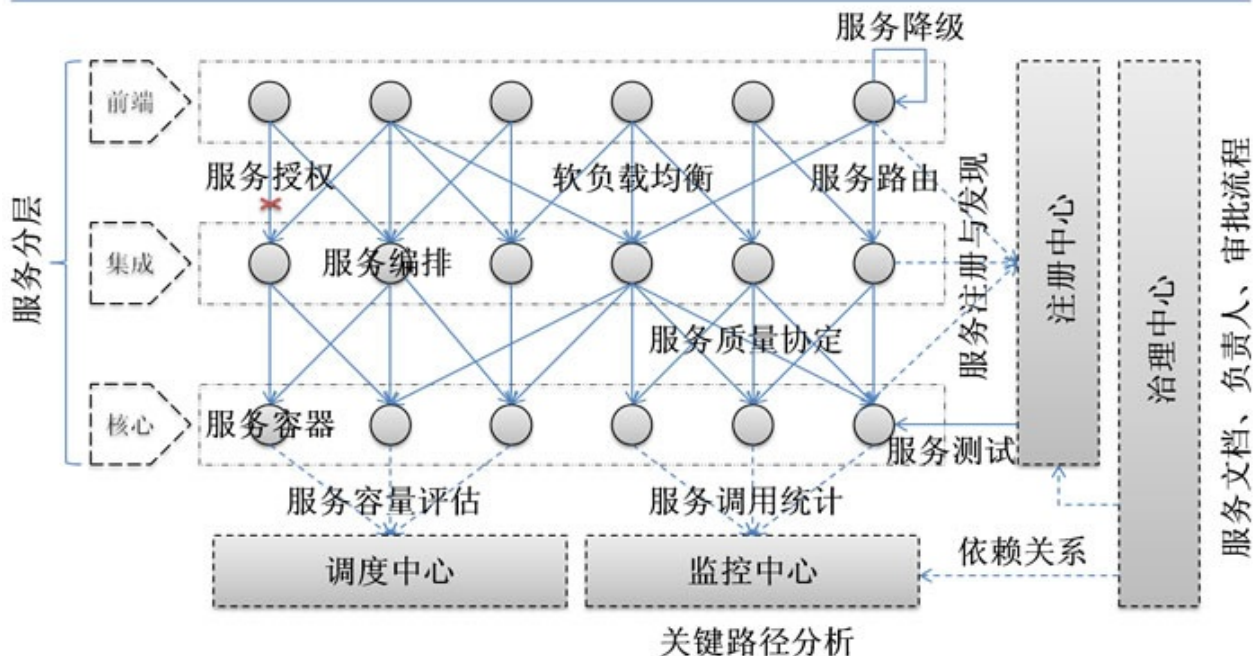 服务降级
前端
服务授权
软负载均衡
服务路由
服务分层
集成
服务编排
服务注册与发现
注册中心
治理中心
服务文档、负责人、审批流程
服务质量协定
核心
服务容器
服务测试
服务容量评估
服务调用统计
调度中心
监控中心
依赖关系
关键路径分析